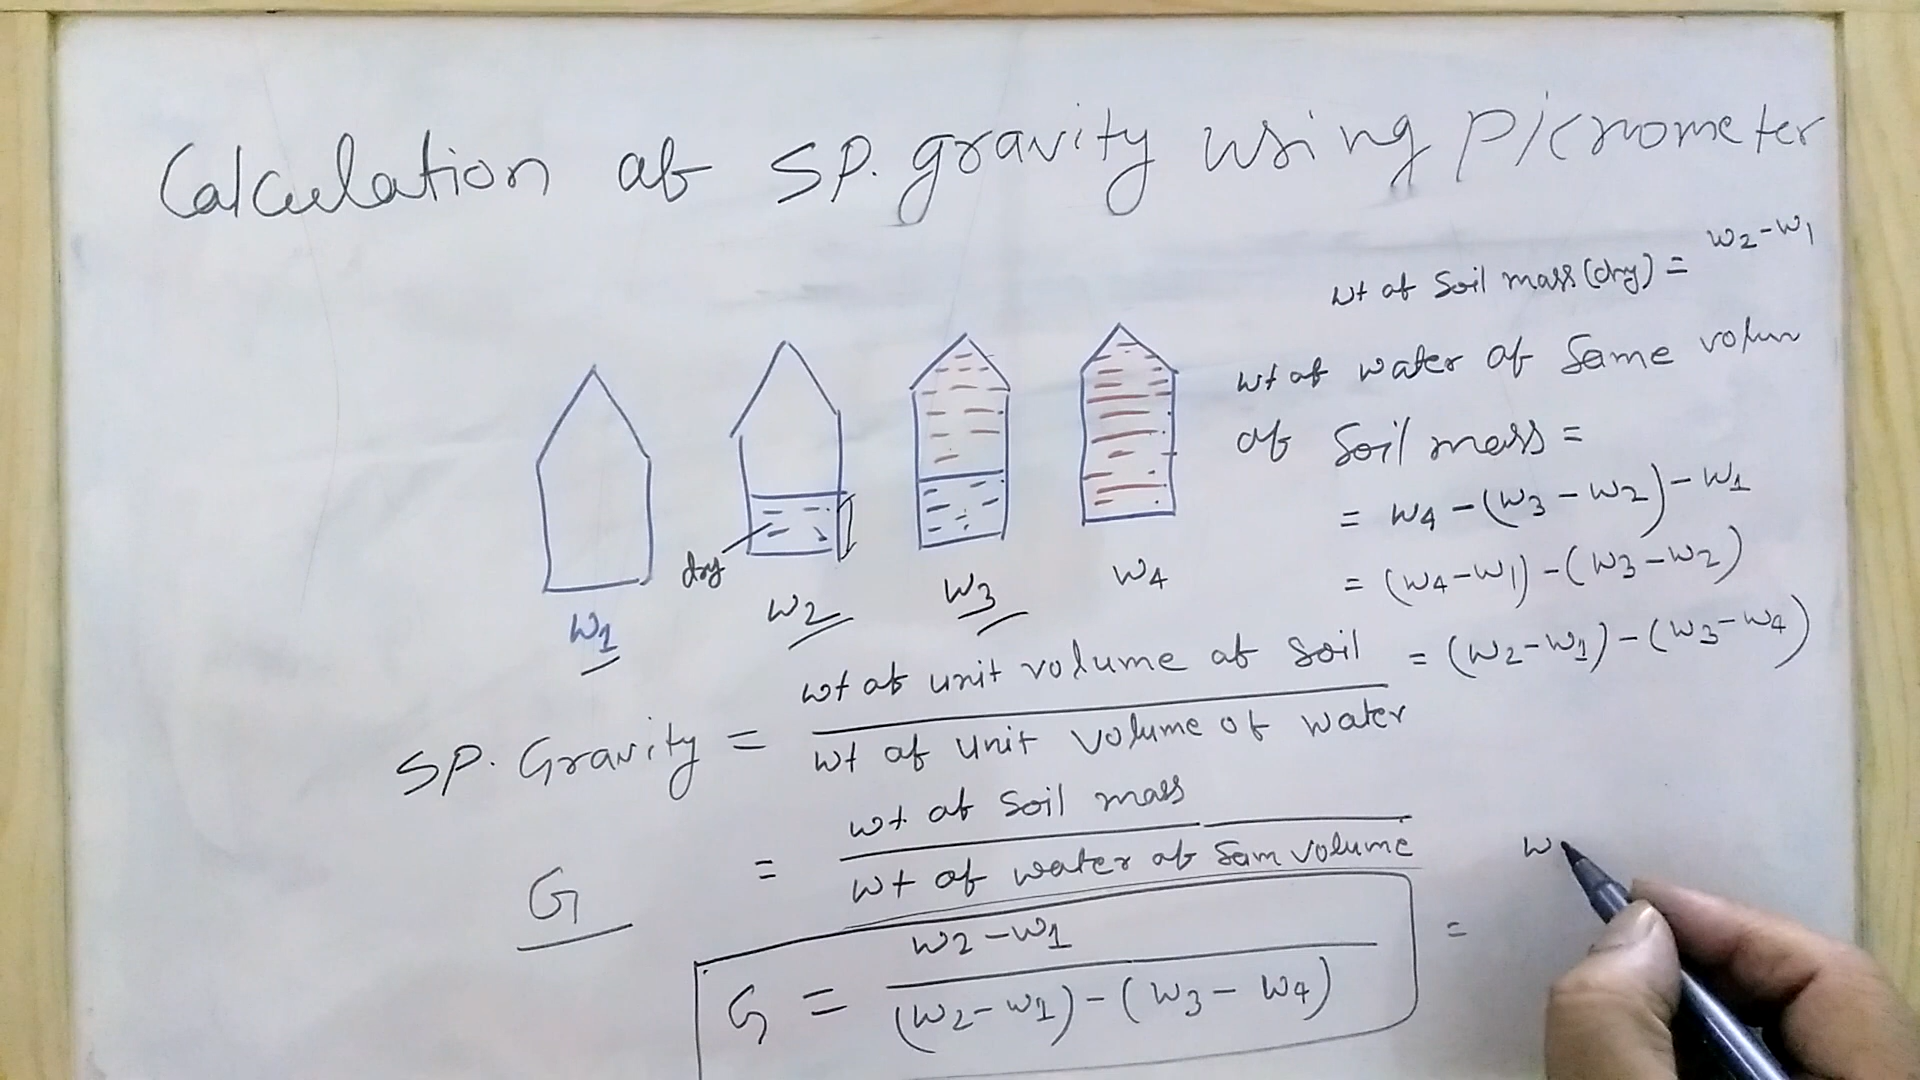 Calculation of SP. gravity using Picnometer
wt of Soil mass (dry) = W2-W1
wt of water of Same
of Soil mass =
= W4 - (W3 - W2) - W1
= (W4-W1) - (W3-W2)
= (W2-W1) - (W3-W4)
dry
W1
W2
W3
W4
SP. Gravity = wt of unit volume of Soil
wt of unit volume of water
= wt of Soil mass
wt of water of Sam volume
G
G = W2-W1
(W2-W1) - (W3-W4)
= W